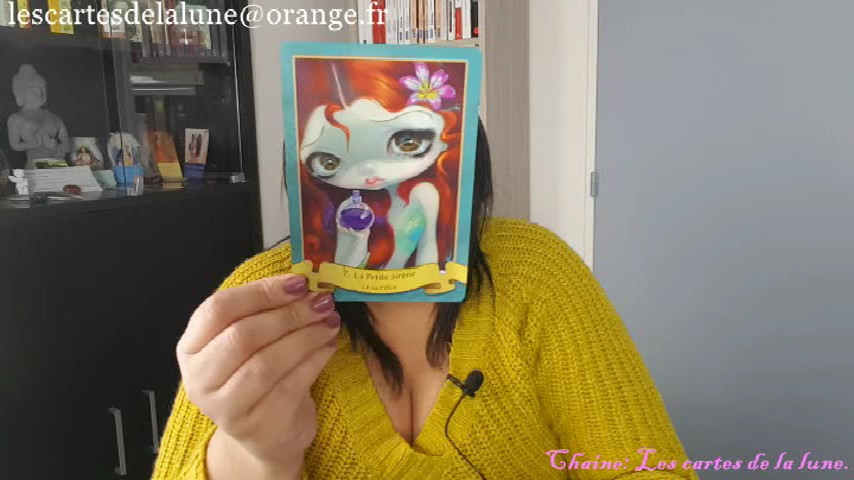 lescartesdelalune@orange.fr
7. La Petite Sirène
Le sacrifice
Chaine: Les cartes de la lune.